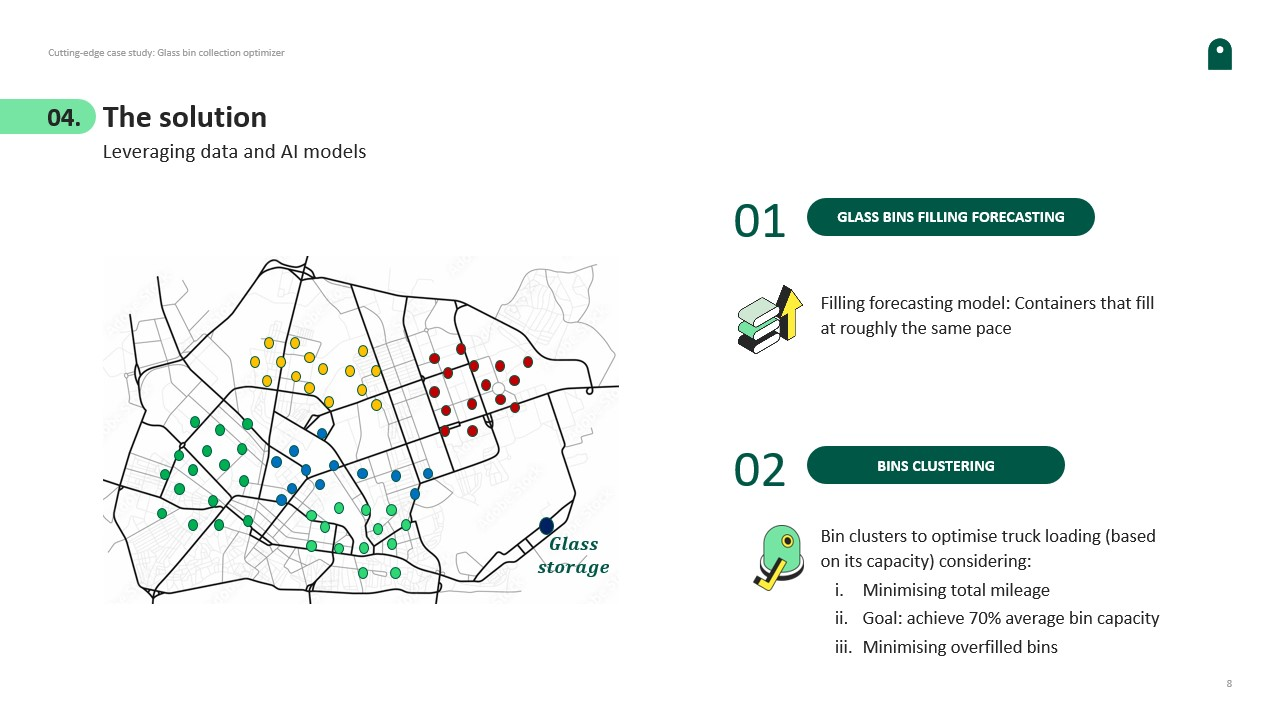 Cutting-edge case study: Glass bin collection optimizer
04. The solution
Leveraging data and AI models
Glass
storage
01 GLASS BINS FILLING FORECASTING
Filling forecasting model: Containers that fill
at roughly the same pace
02 BINS CLUSTERING
Bin clusters to optimise truck loading (based
on its capacity) considering:
i. Minimising total mileage
ii. Goal: achieve 70% average bin capacity
iii. Minimising overfilled bins
8